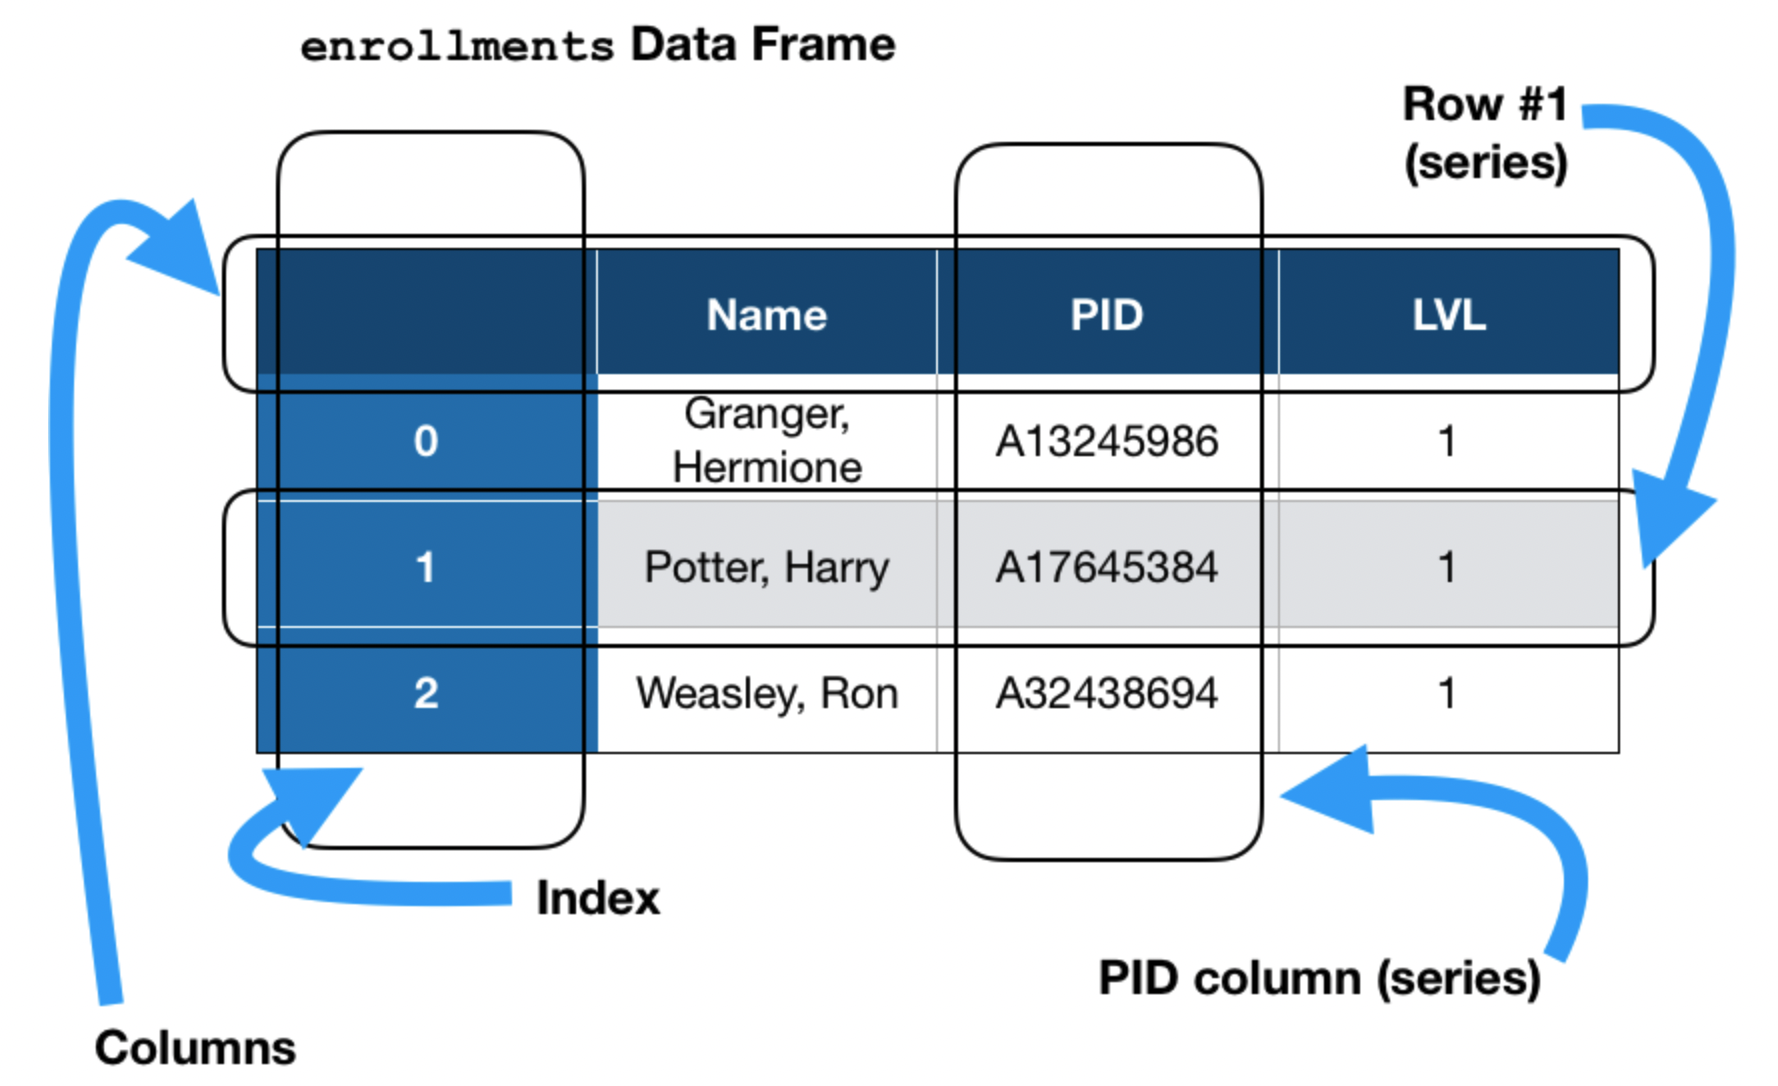 enrollments Data Frame
Row #1
(series)
Name PID LVL
0 Granger, Hermione A13245986 1
1 Potter, Harry A17645384 1
2 Weasley, Ron A32438694 1
Index
PID column (series)
Columns